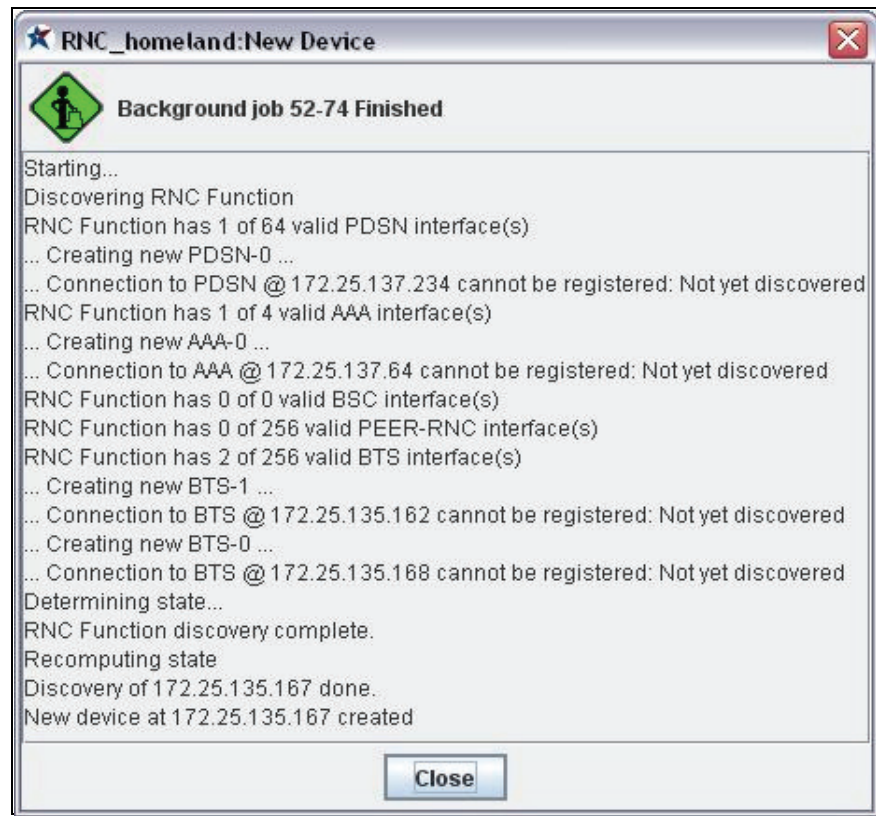 RNC_homeland:New Device
Background job 52-74 Finished
Starting...
Discovering RNC Function
RNC Function has 1 of 64 valid PDSN interface(s)
... Creating new PDSN-0 ...
... Connection to PDSN @ 172.25.137.234 cannot be registered: Not yet discovered
RNC Function has 1 of 4 valid AAA interface(s)
... Creating new AAA-0 ...
... Connection to AAA @ 172.25.137.64 cannot be registered: Not yet discovered
RNC Function has 0 of 0 valid BSC interface(s)
RNC Function has 0 of 256 valid PEER-RNC interface(s)
RNC Function has 2 of 256 valid BTS interface(s)
... Creating new BTS-1 ...
... Connection to BTS @ 172.25.135.162 cannot be registered: Not yet discovered
... Creating new BTS-0 ...
... Connection to BTS @ 172.25.135.168 cannot be registered: Not yet discovered
Determining state...
RNC Function discovery complete.
Recomputing state
Discovery of 172.25.135.167 done.
New device at 172.25.135.167 created
Close